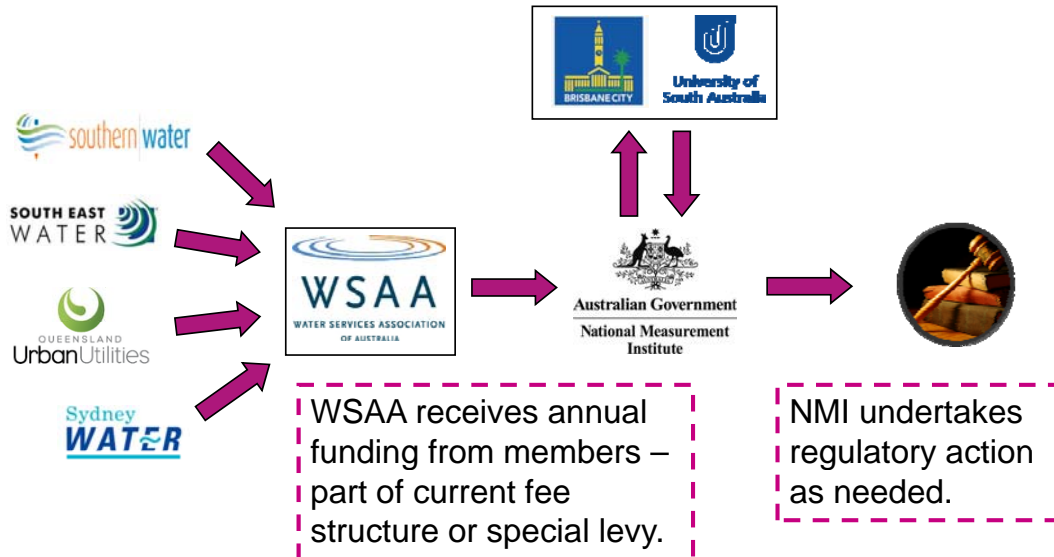 BRISBANE CITY
University of
South Australia
southern water
SOUTH EAST
WATER
WSAA
WATER SERVICES ASSOCIATION
OF AUSTRALIA
Australian Government
National Measurement
Institute
QUEENSLAND
UrbanUtilities
Sydney
WATER
WSAA receives annual
funding from members –
part of current fee
structure or special levy.
NMI undertakes
regulatory action
as needed.